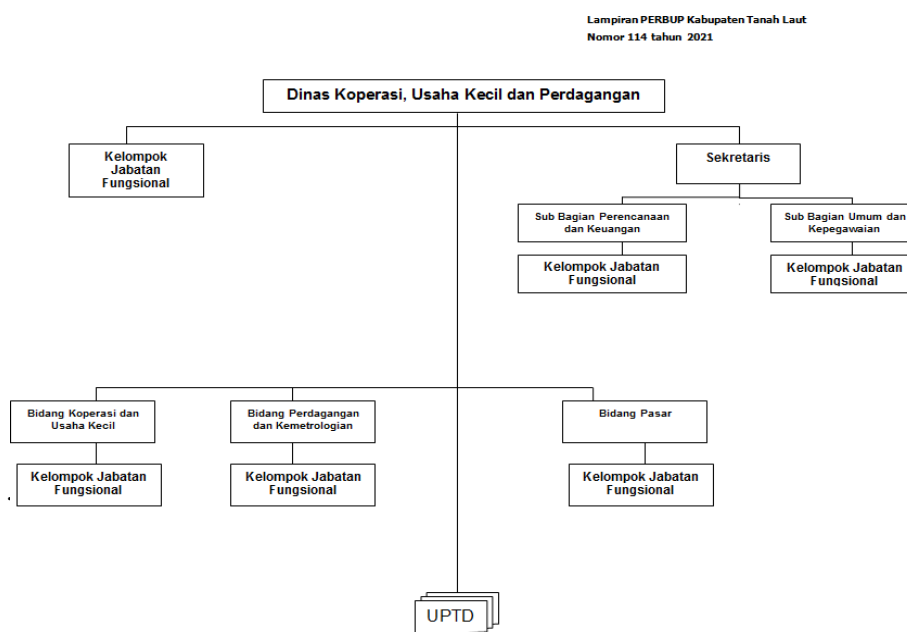 Lampiran PERBUP Kabupaten Tanah Laut
Nomor 114 tahun 2021
Dinas Koperasi, Usaha Kecil dan Perdagangan
Kelompok
Jabatan
Fungsional
Sekretaris
Sub Bagian Perencanaan
dan Keuangan
Sub Bagian Umum dan
Kepegawaian
Kelompok Jabatan
Fungsional
Kelompok Jabatan
Fungsional
Bidang Koperasi dan
Usaha Kecil
Bidang Perdagangan
dan Kemetrologian
Bidang Pasar
Kelompok Jabatan
Fungsional
Kelompok Jabatan
Fungsional
Kelompok Jabatan
Fungsional
UPTD